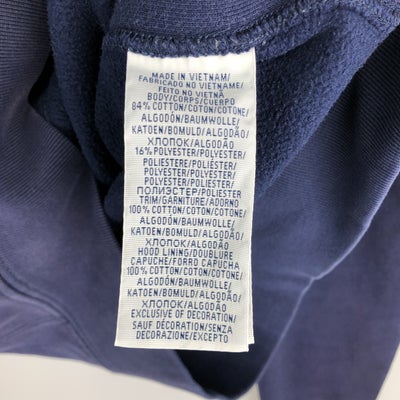 MADE IN VIETNAM/
FABRICADO NO VIETNAME/
FEITO NO VIETNÃ
BODY/CORPS/CUERPO
84% COTTON/COTON/COTONE/
ALGODÓN/BAUMWOLLE/
KATOEN/BOMULD/ALGODÃO/
ХЛОПОК/ALGODÃO
16% POLYESTER/POLYESTER/
POLIESTERE/POLIÉSTER/
POLYESTER/POLYESTER/
ПОЛИЭСТЕР/POLIÉSTER
TRIM/GARNITURE/ADORNO
100% COTTON/COTON/COTONE/
ALGODÓN/BAUMWOLLE/
KATOEN/BOMULD/ALGODÃO/
ХЛОПОК/ALGODÃO
HOOD LINING/DOUBLURE
CAPUCHE/FORRO CAPUCHA
100% COTTON/COTON/COTONE/
ALGODÓN/BAUMWOLLE/
KATOEN/BOMULD/ALGODÃO/
ХЛОПОК/ALGODÃO
EXCLUSIVE OF DECORATION/
SAUF DÉCORATION/SENZA
DECORAZIONE/EXCEPTO